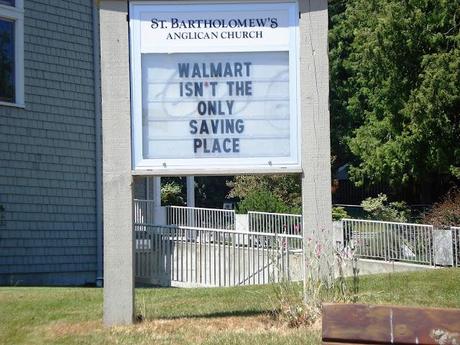 ST. BARTHOLOMEW'S
ANGLICAN CHURCH
WALMART
ISN'T THE
ONLY
SAVING
PLACE